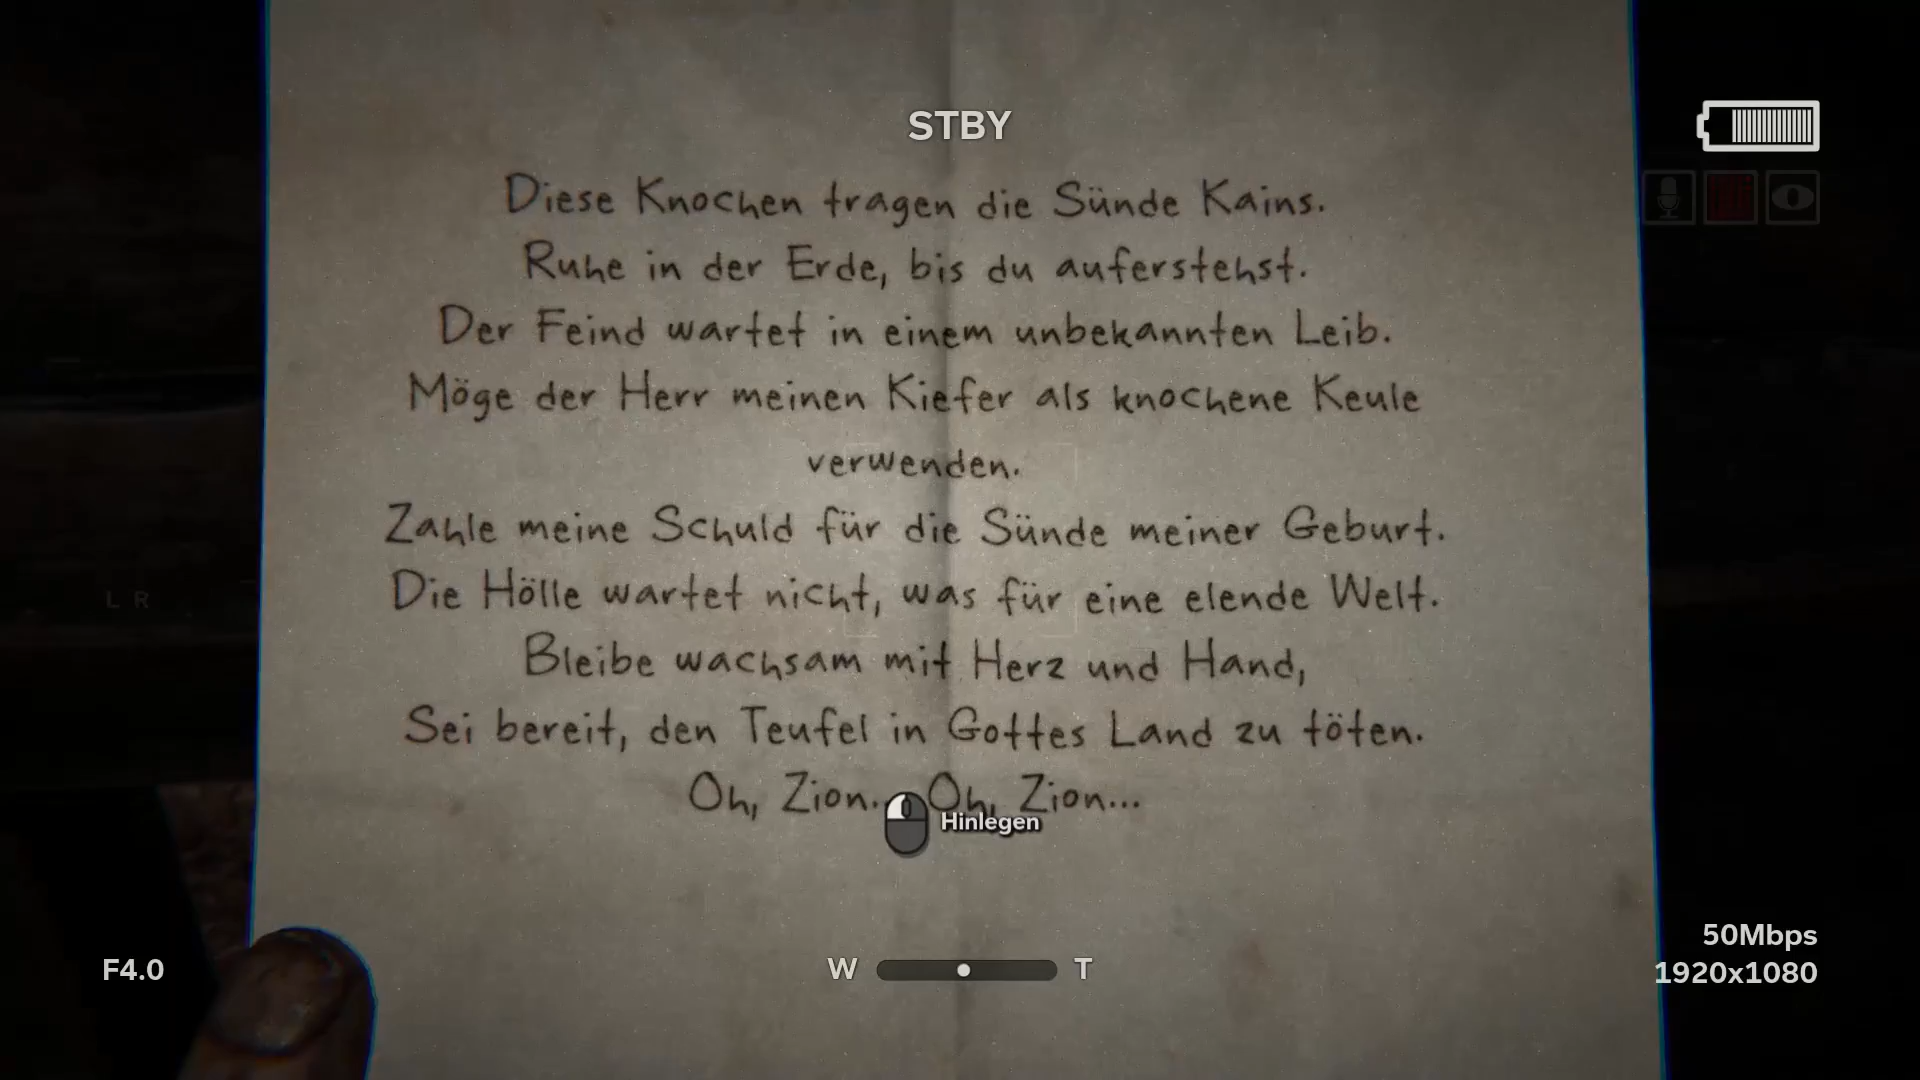 STBY
Diese Knochen tragen die Sünde Kains.
Ruhe in der Erde, bis du auferstehst.
Der Feind wartet in einem unbekannten Leib.
Möge der Herr meinen Kiefer als knochene Keule
verwenden.
Zahle meine Schuld für die Sünde meiner Geburt.
L R
Die Hölle wartet nicht, was für eine elende Welt.
Bleibe wachsam mit Herz und Hand,
Sei bereit, den Teufel in Gottes Land zu töten.
Oh, Zion... Oh, Zion...
Hinlegen
50Mbps
F4.0
W T
1920x1080